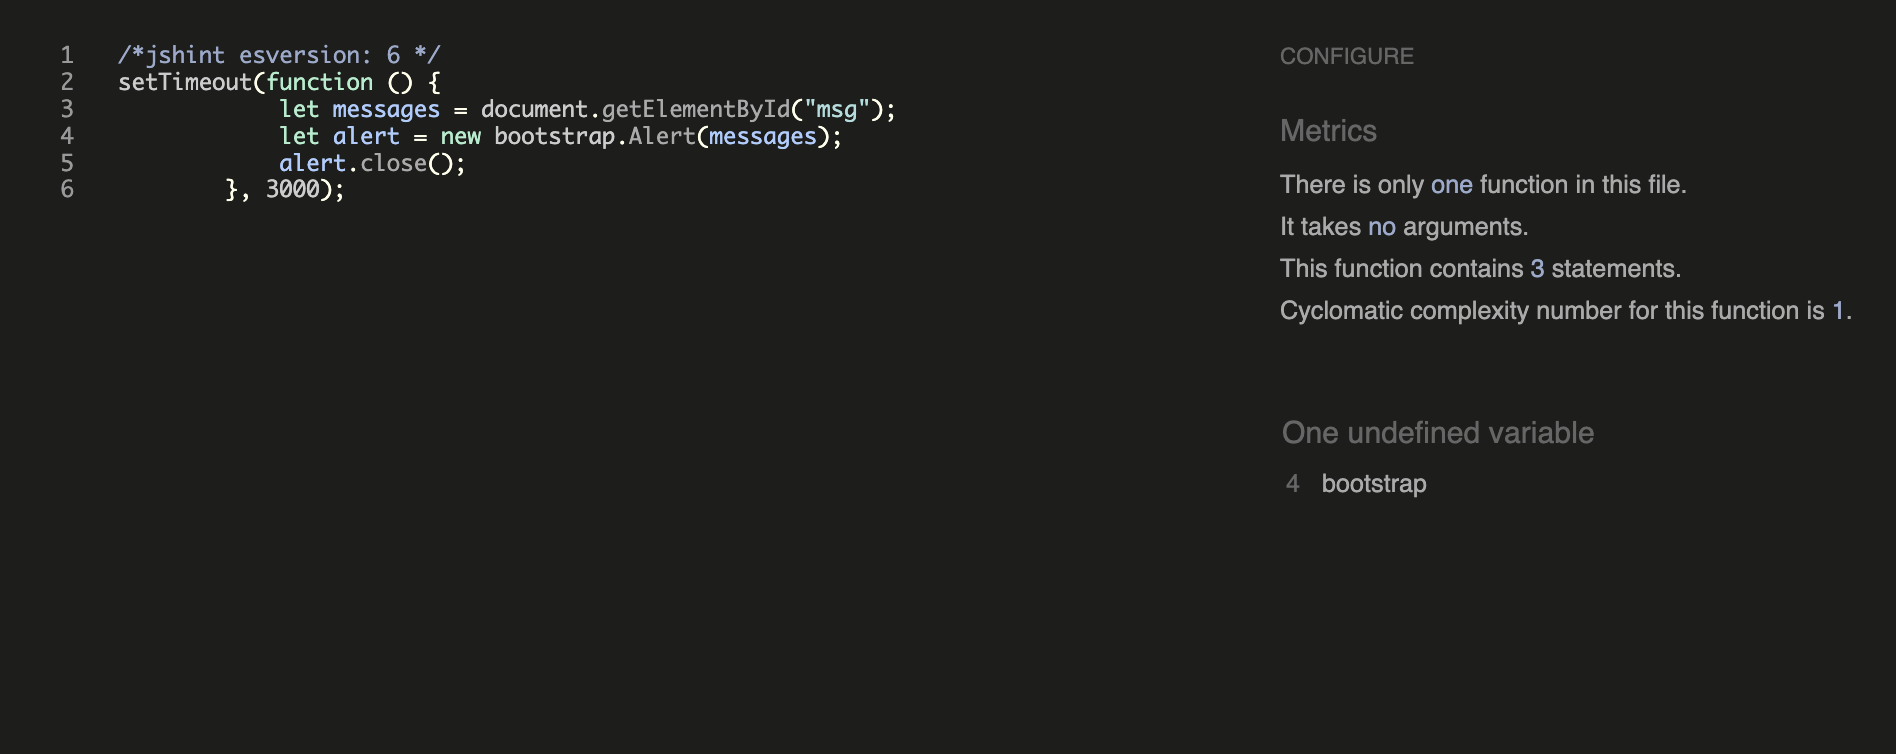 1 /*jshint esversion: 6 */
2 setTimeout(function () {
3 let messages = document.getElementById("msg");
4 let alert = new bootstrap.Alert(messages);
5 alert.close();
6 }, 3000);
CONFIGURE
Metrics
There is only one function in this file.
It takes no arguments.
This function contains 3 statements.
Cyclomatic complexity number for this function is 1.
One undefined variable
4 bootstrap